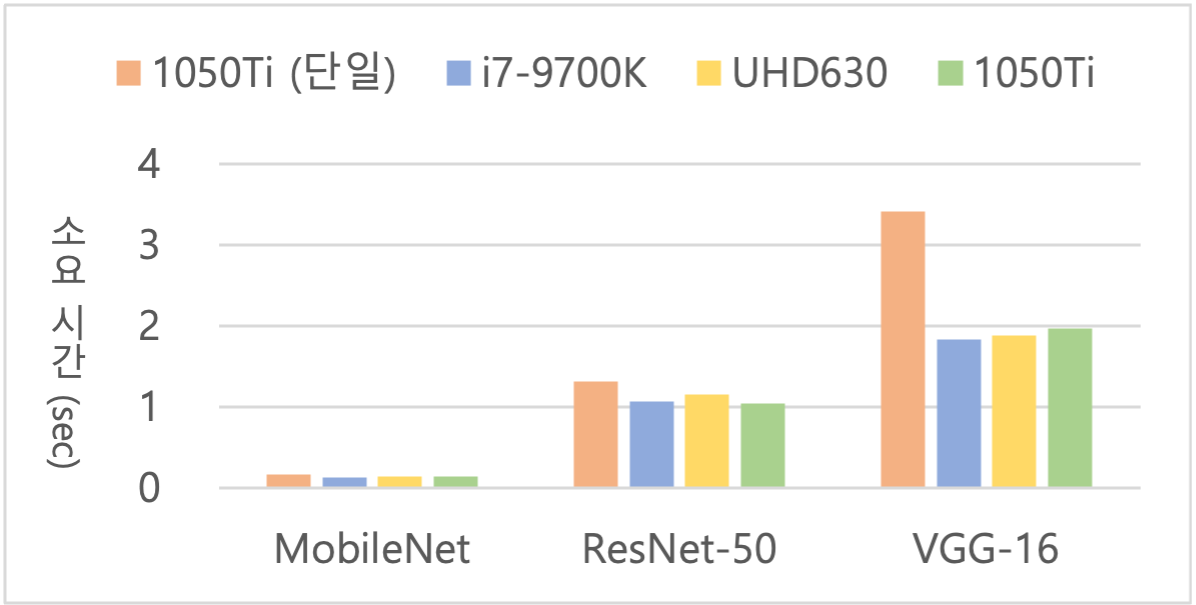 1050Ti (단일) i7-9700K UHD630 1050Ti
소요 시간 (sec)
4
3
2
1
0
MobileNet ResNet-50 VGG-16